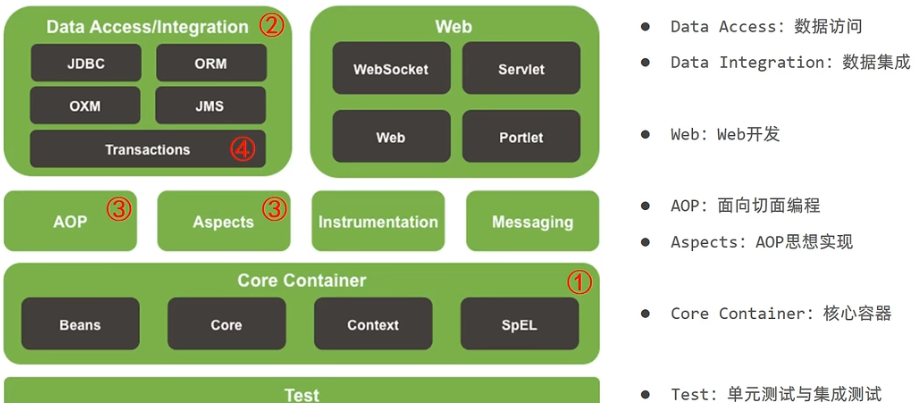 Data Access/Integration ②
JDBC
ORM
OXM
JMS
Transactions ④
Web
WebSocket
Servlet
Web
Portlet
AOP ③
Aspects ③
Instrumentation
Messaging
Core Container ①
Beans
Core
Context
SpEL
Test
● Data Access：数据访问
● Data Integration：数据集成
● Web：Web开发
● AOP：面向切面编程
● Aspects：AOP思想实现
● Core Container：核心容器
● Test：单元测试与集成测试